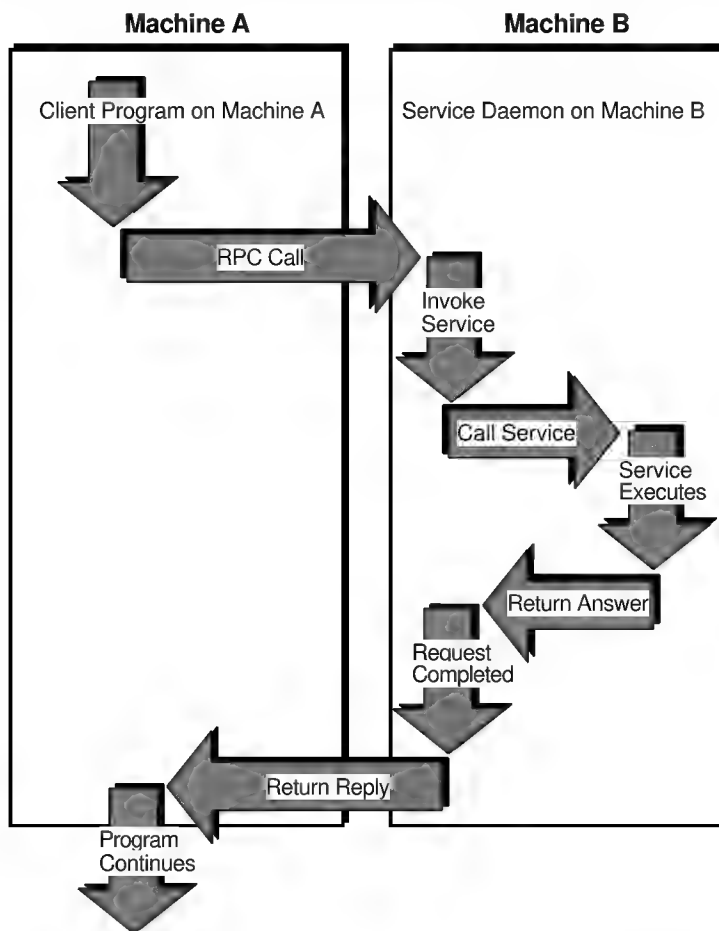 Machine A
Machine B
Client Program on Machine A
Service Daemon on Machine B
RPC Call
Invoke
Service
Call Service
Service
Executes
Return Answer
Request
Completed
Return Reply
Program
Continues